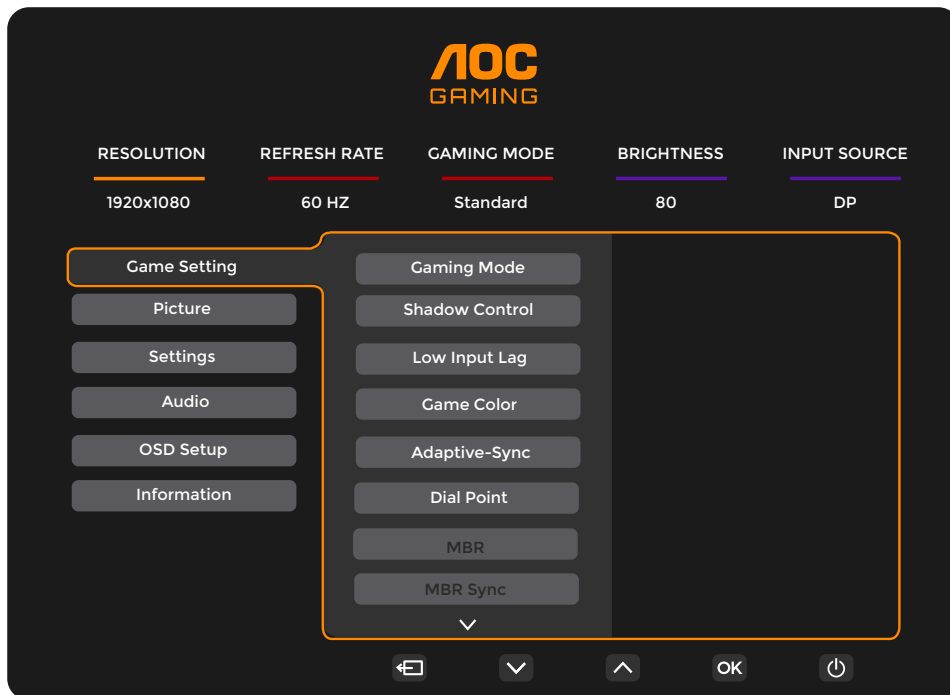 AOC
GAMING
RESOLUTION REFRESH RATE GAMING MODE BRIGHTNESS INPUT SOURCE
1920x1080 60 HZ Standard 80 DP
Game Setting
Picture
Settings
Audio
OSD Setup
Information
Gaming Mode
Shadow Control
Low Input Lag
Game Color
Adaptive-Sync
Dial Point
MBR
MBR Sync
OK